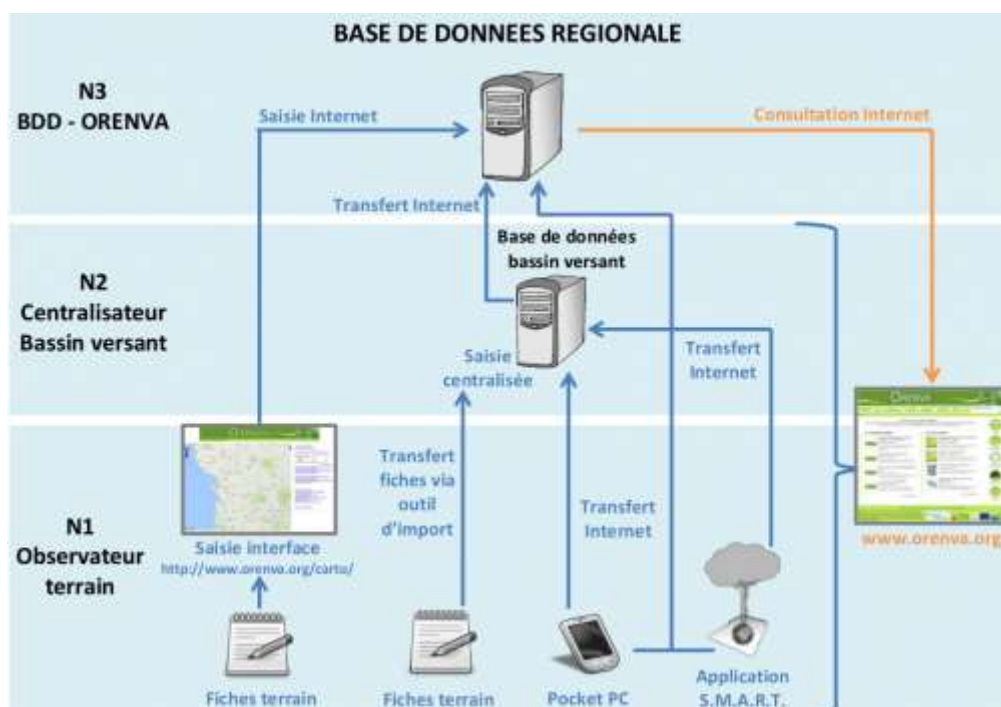 BASE DE DONNEES REGIONALE
N3
BDD - ORENVA
Saisie Internet
Consultation Internet
Transfert Internet
Base de données
bassin versant
N2
Centralisateur
Bassin versant
Saisie
centralisée
Transfert
Internet
Orenva
Transfert
fiches via
outil
d'import
Transfert
Internet
N1
Observateur
terrain
Saisie interface
http://www.orenva.org/carto/
www.orenva.org
Fiches terrain
Fiches terrain
Pocket PC
Application
S.M.A.R.T.